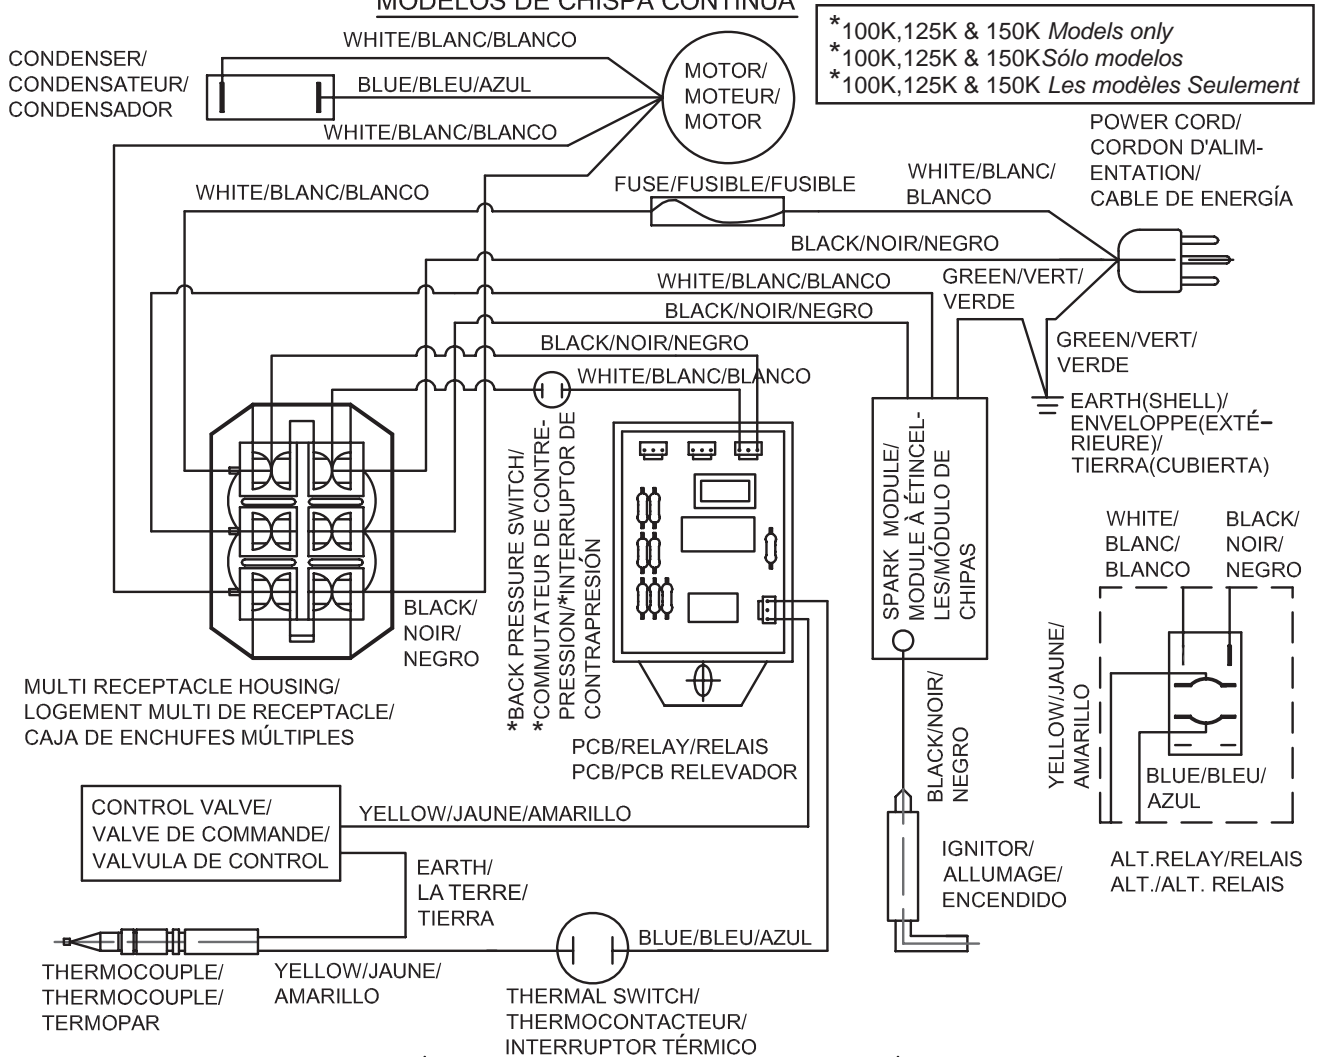 MODELOS DE CHISPA CONTINUA
*100K,125K & 150K Models only
*100K,125K & 150K Sólo modelos
*100K,125K & 150K Les modèles Seulement
CONDENSER/
CONDENSATEUR/
CONDENSADOR
WHITE/BLANC/BLANCO
BLUE/BLEU/AZUL
WHITE/BLANC/BLANCO
MOTOR/
MOTEUR/
MOTOR
POWER CORD/
CORDON D'ALIM-
ENTATION/
CABLE DE ENERGÍA
WHITE/BLANC/BLANCO
FUSE/FUSIBLE/FUSIBLE
WHITE/BLANC/
BLANCO
BLACK/NOIR/NEGRO
WHITE/BLANC/BLANCO
GREEN/VERT/
VERDE
BLACK/NOIR/NEGRO
BLACK/NOIR/NEGRO
GREEN/VERT/
VERDE
WHITE/BLANC/BLANCO
EARTH(SHELL)/
ENVELOPPE(EXTÉ-
RIEURE)/
TIERRA(CUBIERTA)
*BACK PRESSURE SWITCH/
*COMMUTATEUR DE CONTRE-
PRESSION/*INTERRUPTOR DE
CONTRAPRESIÓN
SPARK MODULE/
MODULE À ÉTINCEL-
LES/MÓDULO DE
CHIPAS
WHITE/
BLANC/
BLANCO
BLACK/
NOIR/
NEGRO
BLACK/
NOIR/
NEGRO
MULTI RECEPTACLE HOUSING/
LOGEMENT MULTI DE RECEPTACLE/
CAJA DE ENCHUFES MÚLTIPLES
PCB/RELAY/RELAIS
PCB/PCB RELEVADOR
BLACK/NOIR/
NEGRO
YELLOW/JAUNE/
AMARILLO
BLUE/BLEU/
AZUL
CONTROL VALVE/
VALVE DE COMMANDE/
VALVULA DE CONTROL
YELLOW/JAUNE/AMARILLO
EARTH/
LA TERRE/
TIERRA
IGNITOR/
ALLUMAGE/
ENCENDIDO
ALT.RELAY/RELAIS
ALT./ALT. RELAIS
BLUE/BLEU/AZUL
THERMOCOUPLE/
THERMOCOUPLE/
TERMOPAR
YELLOW/JAUNE/
AMARILLO
THERMAL SWITCH/
THERMOCONTACTEUR/
INTERRUPTOR TÉRMICO